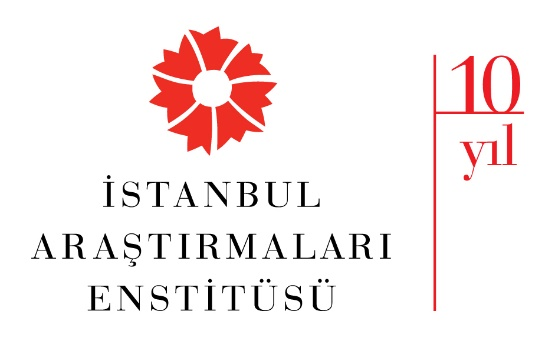 İSTANBUL
ARAŞTIRMALARI
ENSTİTÜSÜ
10
yıl